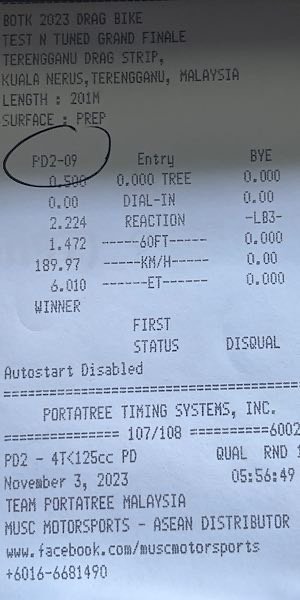 BOTK 2023 DRAG BIKE
TEST N TUNED GRAND FINALE
TERENGGANU DRAG STRIP,
KUALA NERUS,TERENGGANU, MALAYSIA
LENGTH : 201M
SURFACE : PREP
PD2-09 Entry BYE
0.500 0.000 TREE 0.000
0.00 DIAL-IN 0.00
2.224 REACTION -LB3-
1.472 -----60FT----- 0.000
189.97 -----KM/H----- 0.00
6.010 ------ET------ 0.000
WINNER
FIRST
STATUS DISQUAL
Autostart Disabled
======================================
PORTATREE TIMING SYSTEMS, INC.
=============== 107/108 ==========6002
PD2 - 4T<125cc PD QUAL RND 1
November 3, 2023 05:56:49
TEAM PORTATREE MALAYSIA
MUSC MOTORSPORTS - ASEAN DISTRIBUTOR
www.facebook.com/muscmotorsports
+6016-6681490